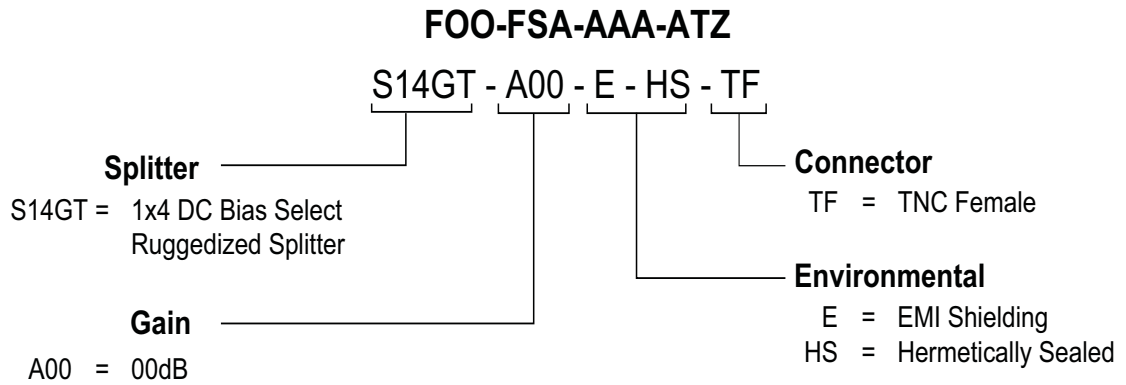 FOO-FSA-AAA-ATZ
S14GT - A00 - E - HS - TF
Splitter
S14GT = 1x4 DC Bias Select
Ruggedized Splitter
Gain
A00 = 00dB
Connector
TF = TNC Female
Environmental
E = EMI Shielding
HS = Hermetically Sealed